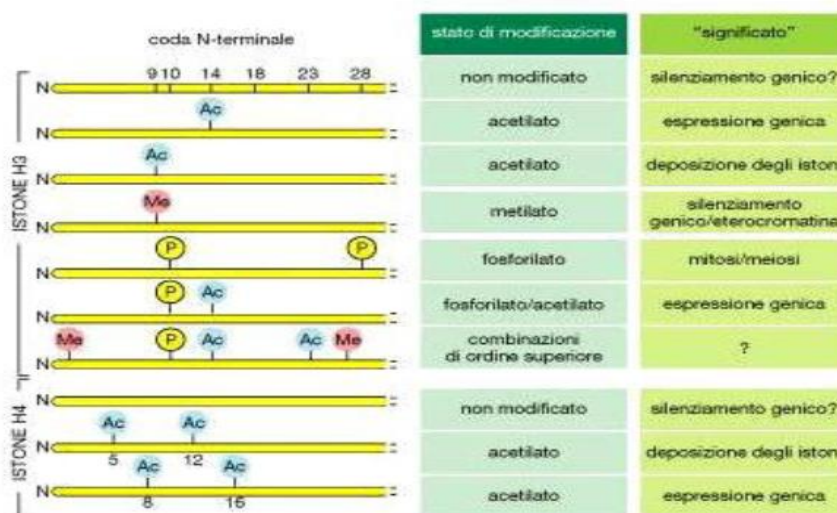 coda N-terminale
stato di modificazione
"significato"
9 10 14 18 23 28
N
non modificato
silenziamento genico?
Ac
N
acetilato
espressione genica
Ac
N
acetilato
deposizione degli iston
Me
N
metilato
silenziamento
genico/eterocromatina
P P
N
fosforilato
mitosi/meiosi
P Ac
N
fosforilato/acetilato
espressione genica
Me P Ac Ac Me
N
combinazioni
di ordine superiore
?
ISTONE H3
N
non modificato
silenziamento genico?
Ac Ac
N
5 12
acetilato
deposizione degli iston
Ac Ac
N
8 16
acetilato
espressione genica
ISTONE H4